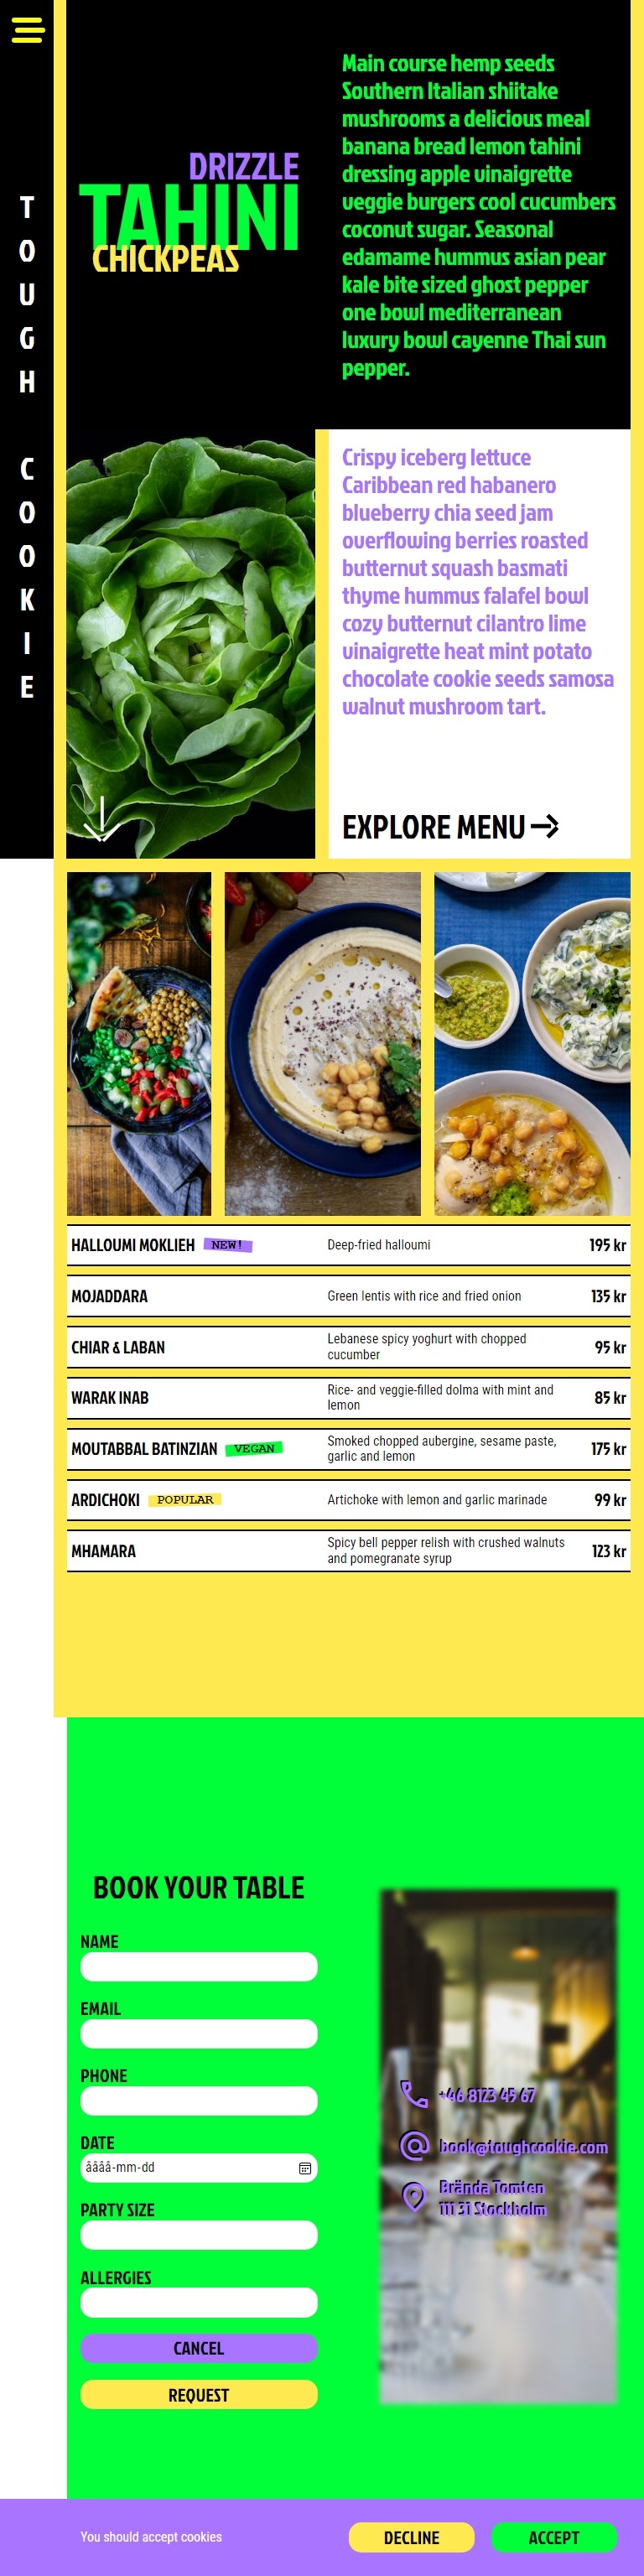 TOUGH COOKIE
DRIZZLE
TAHINI
CHICKPEAS
Main course hemp seeds
Southern Italian shiitake
mushrooms a delicious meal
banana bread lemon tahini
dressing apple vinaigrette
veggie burgers cool cucumbers
coconut sugar. Seasonal
edamame hummus asian pear
kale bite sized ghost pepper
one bowl mediterranean
luxury bowl cayenne Thai sun
pepper.
Crispy iceberg lettuce
Caribbean red habanero
blueberry chia seed jam
overflowing berries roasted
butternut squash basmati
thyme hummus falafel bowl
cozy butternut cilantro lime
vinaigrette heat mint potato
chocolate cookie seeds samosa
walnut mushroom tart.
EXPLORE MENU
HALLOUMI MOKLIEH NEW! Deep-fried halloumi 195 kr
MOJADDARA Green lentis with rice and fried onion 135 kr
CHIAR & LABAN Lebanese spicy yoghurt with chopped
cucumber 95 kr
WARAK INAB Rice- and veggie-filled dolma with mint and
lemon 85 kr
MOUTABBAL BATINZIAN VEGAN Smoked chopped aubergine, sesame paste,
garlic and lemon 175 kr
ARDICHOKI POPULAR Artichoke with lemon and garlic marinade 99 kr
MHAMARA Spicy bell pepper relish with crushed walnuts
and pomegranate syrup 123 kr
BOOK YOUR TABLE
NAME
EMAIL
PHONE
DATE
åååå-mm-dd
PARTY SIZE
ALLERGIES
CANCEL
REQUEST
+46 8123 45 67
book@toughcookie.com
Brända Tomten
111 31 Stockholm
You should accept cookies
DECLINE
ACCEPT